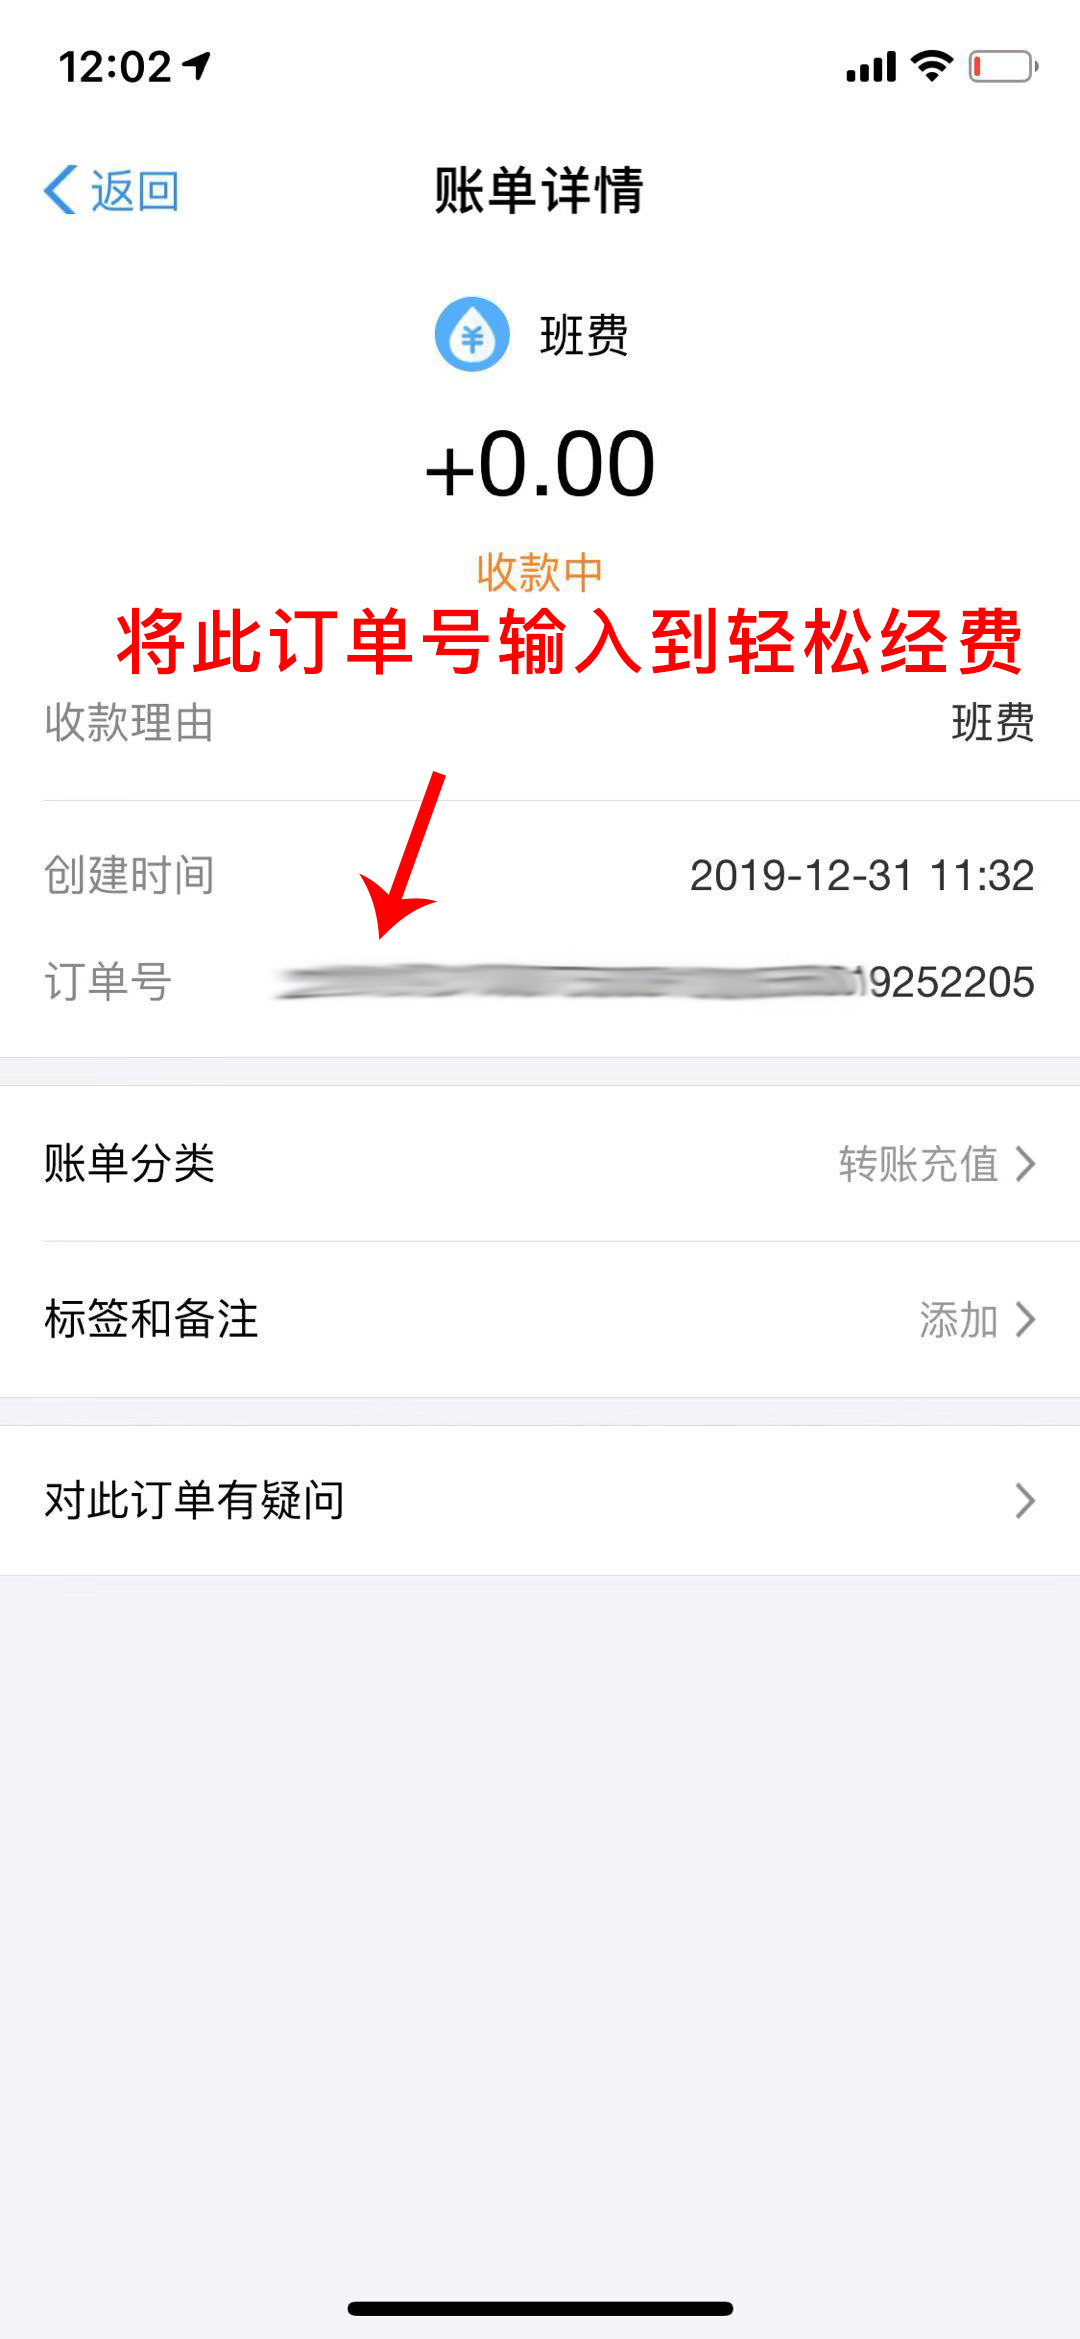 12:02
返回
账单详情
班费
+0.00
收款中
将此订单号输入到轻松经费
收款理由 班费
创建时间 2019-12-31 11:32
订单号 9252205
账单分类 转账充值
标签和备注 添加
对此订单有疑问